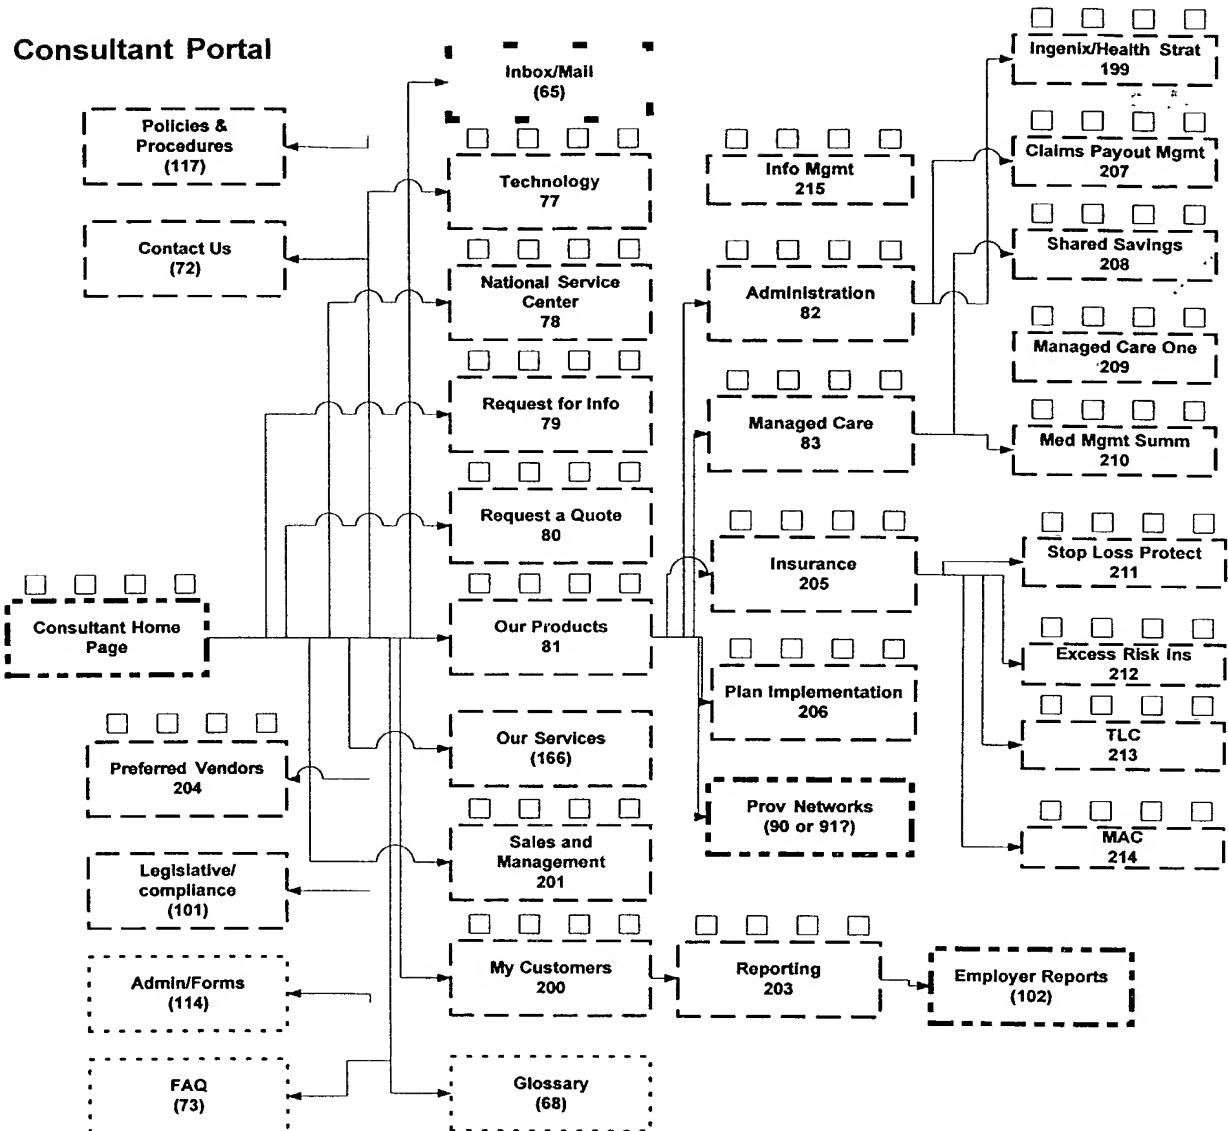 Consultant Portal
Inbox/Mail
(65)
Ingenix/Health Strat
199
Policies &
Procedures
(117)
Technology
77
Info Mgmt
215
Claims Payout Mgmt
207
Contact Us
(72)
National Service
Center
78
Administration
82
Shared Savings
208
Managed Care One
209
Request for Info
79
Managed Care
83
Med Mgmt Summ
210
Request a Quote
80
Insurance
205
Stop Loss Protect
211
Consultant Home
Page
Our Products
81
Plan Implementation
206
Excess Risk Ins
212
Preferred Vendors
204
Our Services
(166)
TLC
213
Prov Networks
(90 or 91?)
Legislative/
compliance
(101)
Sales and
Management
201
MAC
214
Admin/Forms
(114)
My Customers
200
Reporting
203
Employer Reports
(102)
FAQ
(73)
Glossary
(68)